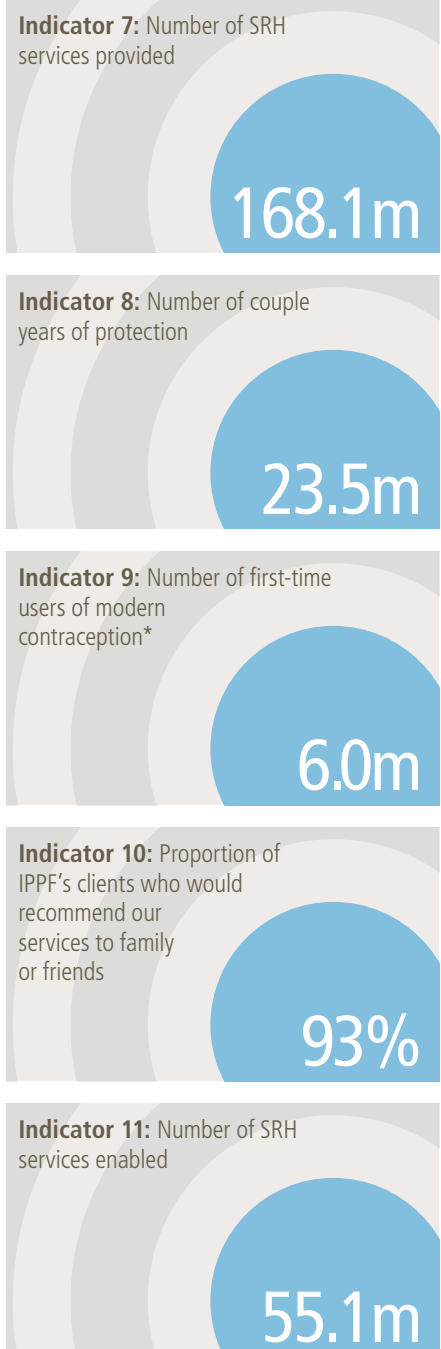 Indicator 7: Number of SRH
services provided
168.1m
Indicator 8: Number of couple
years of protection
23.5m
Indicator 9: Number of first-time
users of modern
contraception*
6.0m
Indicator 10: Proportion of
IPPF's clients who would
recommend our
services to family
or friends
93%
Indicator 11: Number of SRH
services enabled
55.1m